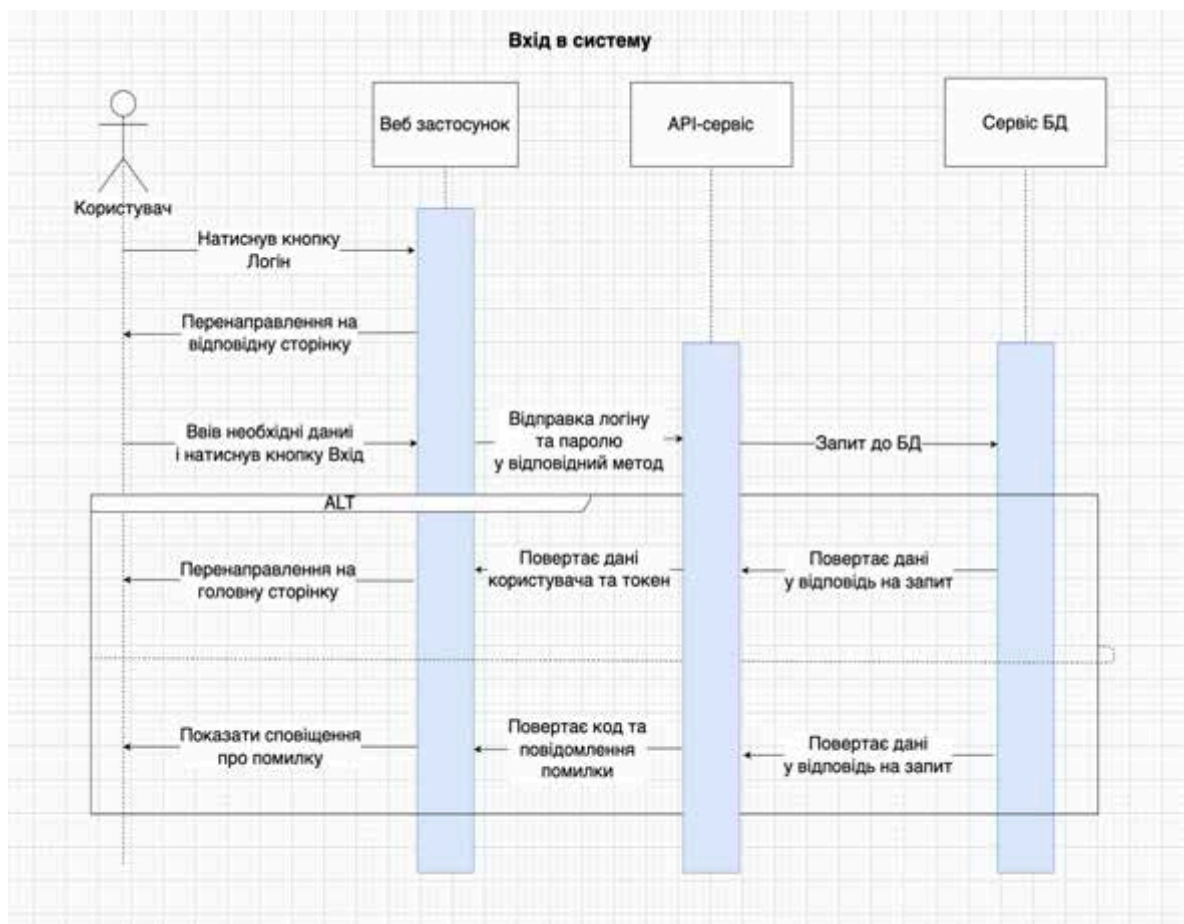 Вхід в систему
Веб застосунок
API-сервіс
Сервіс БД
Користувач
Натиснув кнопку
Логін
Перенаправлення на
відповідну сторінку
Ввів необхідні даниі
і натиснув кнопку Вхід
Відправка логіну
та паролю
у відповідний метод
Запит до БД
ALT
Перенаправлення на
головну сторінку
Повертає дані
користувача та токен
Повертає дані
у відповідь на запит
Показати сповіщення
про помилку
Повертає код та
повідомлення
помилки
Повертає дані
у відповідь на запит